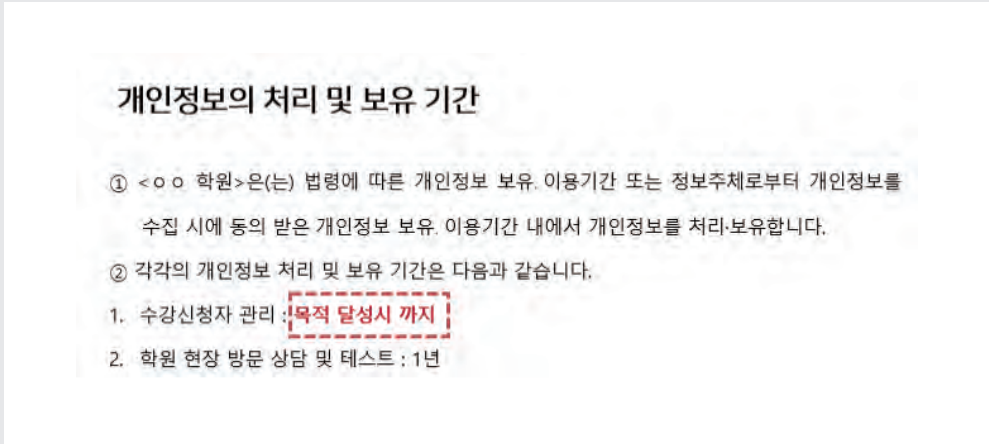 개인정보의 처리 및 보유 기간
① <ㅇㅇ 학원>은(는) 법령에 따른 개인정보 보유. 이용기간 또는 정보주체로부터 개인정보를
수집 시에 동의 받은 개인정보 보유. 이용기간 내에서 개인정보를 처리·보유합니다.
② 각각의 개인정보 처리 및 보유 기간은 다음과 같습니다.
1. 수강신청자 관리 : 목적 달성시 까지
2. 학원 현장 방문 상담 및 테스트 : 1년